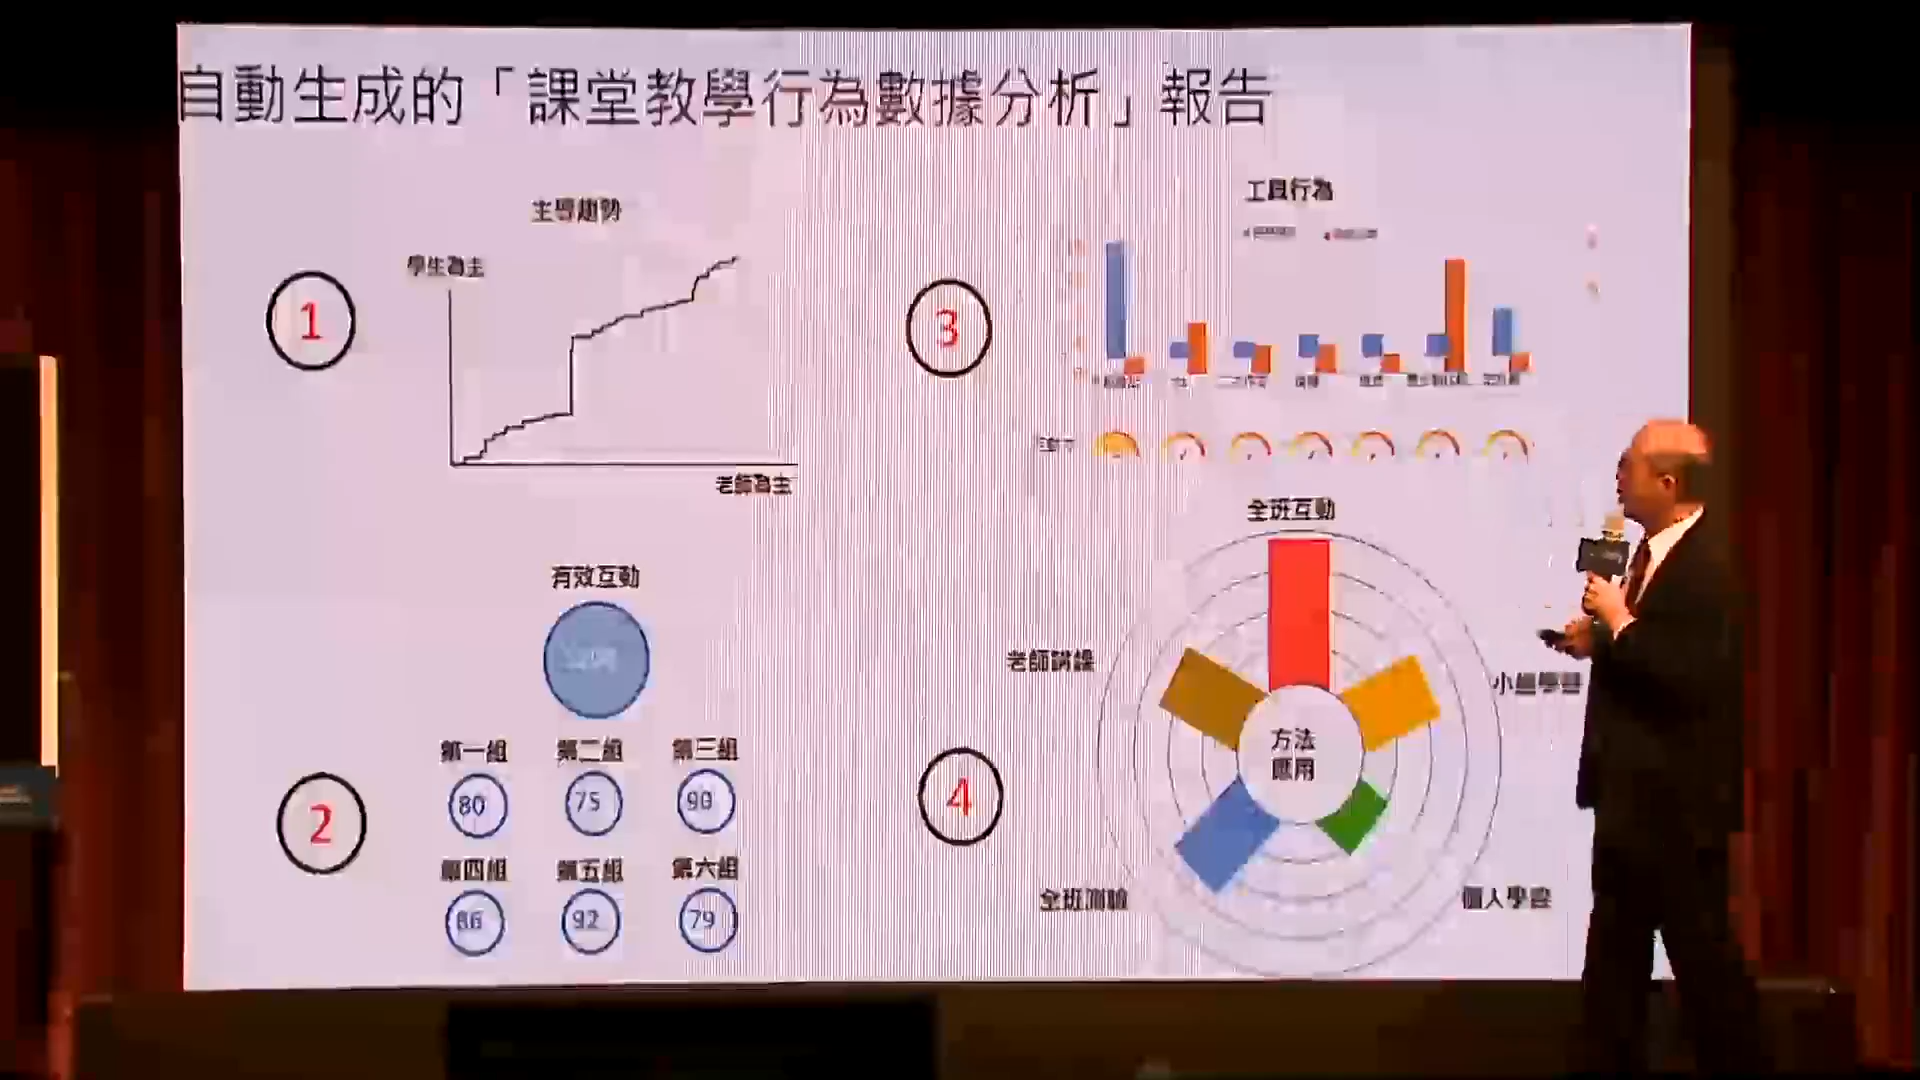 自動生成的「課堂教學行為數據分析」報告
主導趨勢
學生為主
老師為主
1
有效互動
第一組 第二組 第三組
80 75 90
第四組 第五組 第六組
86 92 79
2
工具行為
3
全班互動
老師講課
小組學習
方法
應用
全班測驗
個人學習
4